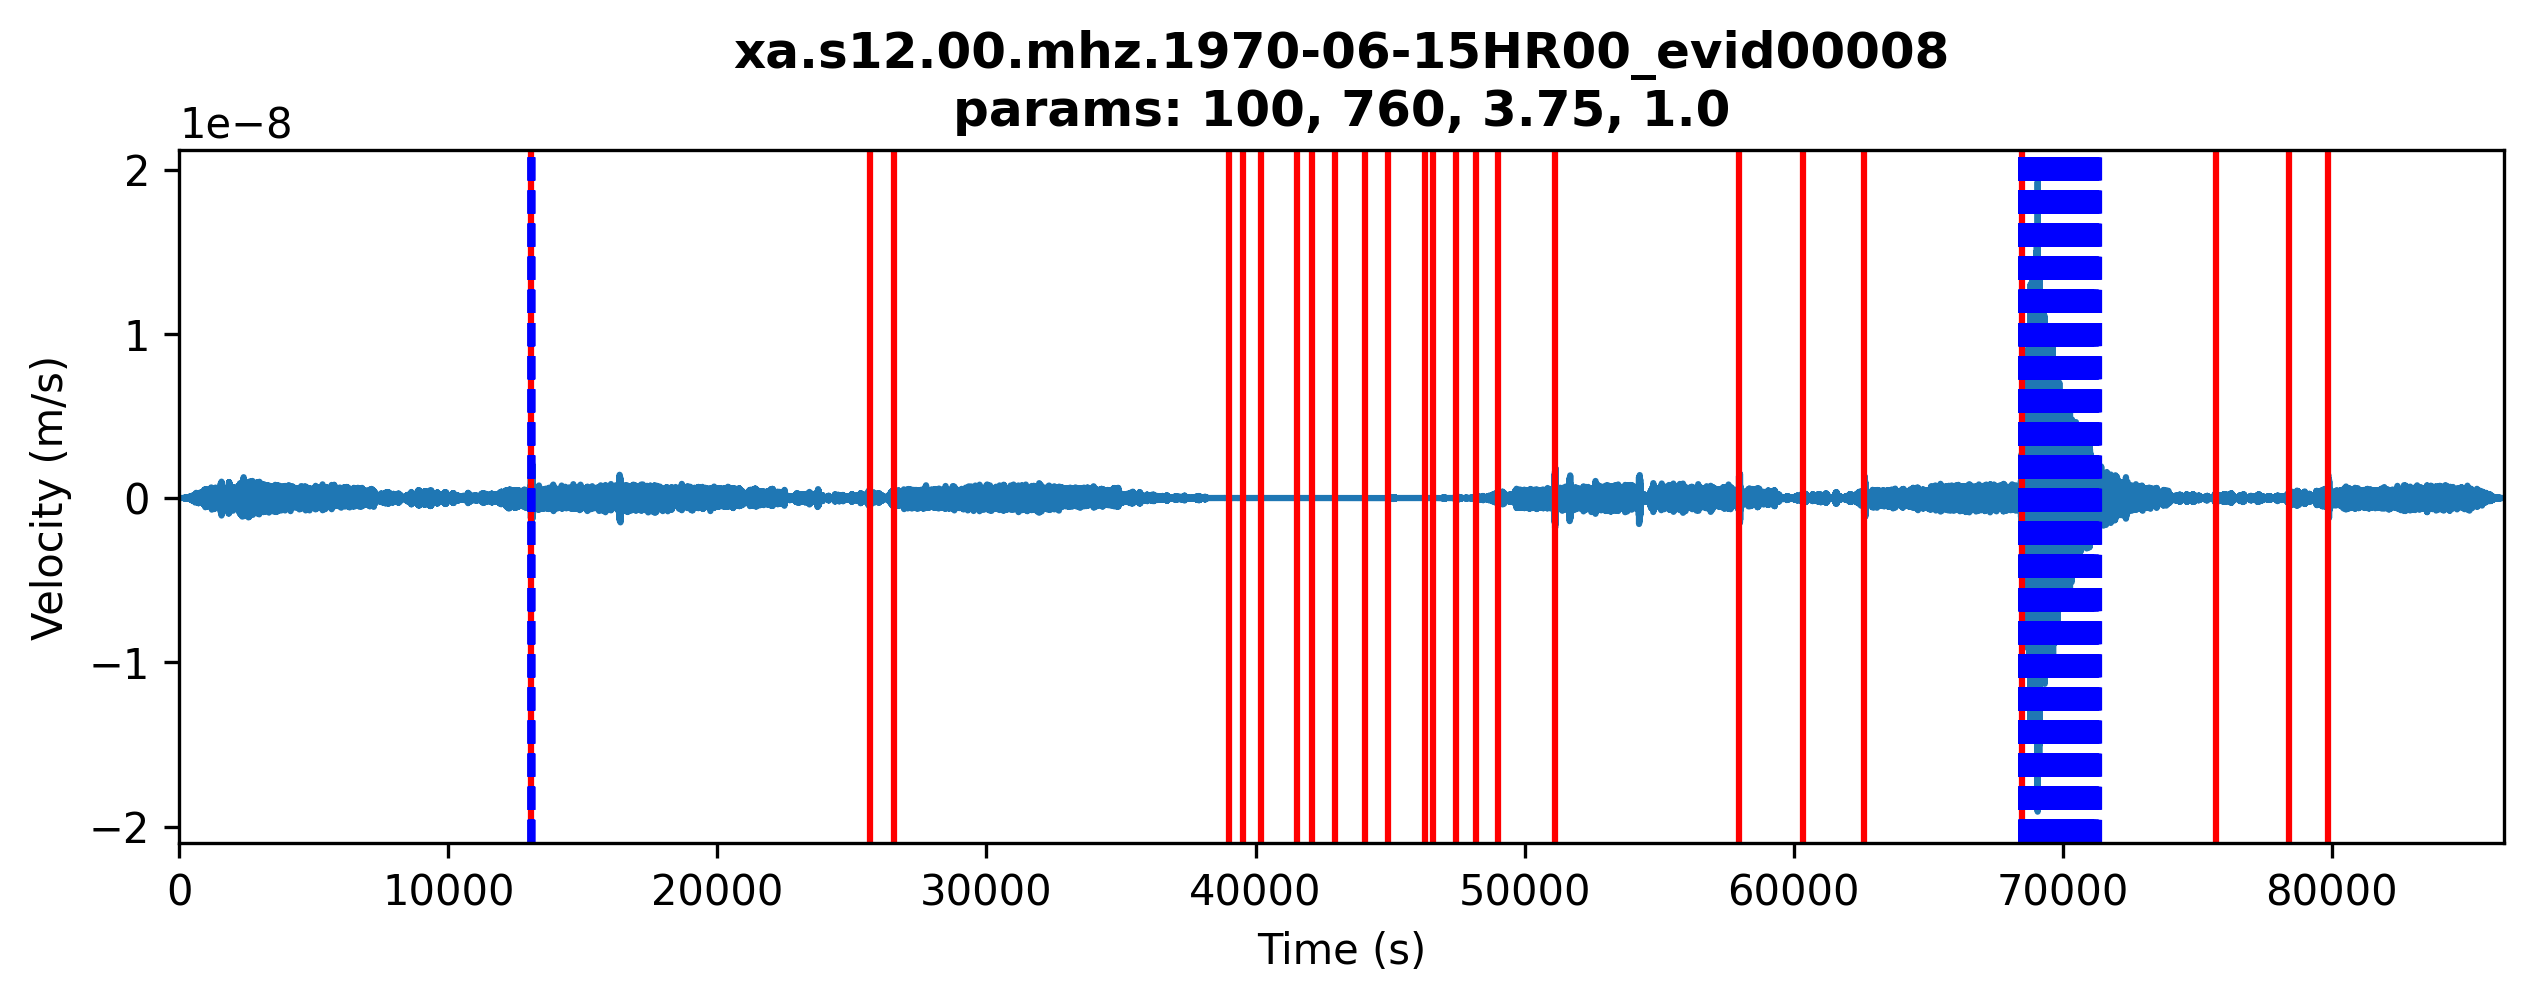 xa.s12.00.mhz.1970-06-15HR00_evid00008
params: 100, 760, 3.75, 1.0
1e−8
2
1
0
−1
−2
Velocity (m/s)
0 10000 20000 30000 40000 50000 60000 70000 80000
Time (s)